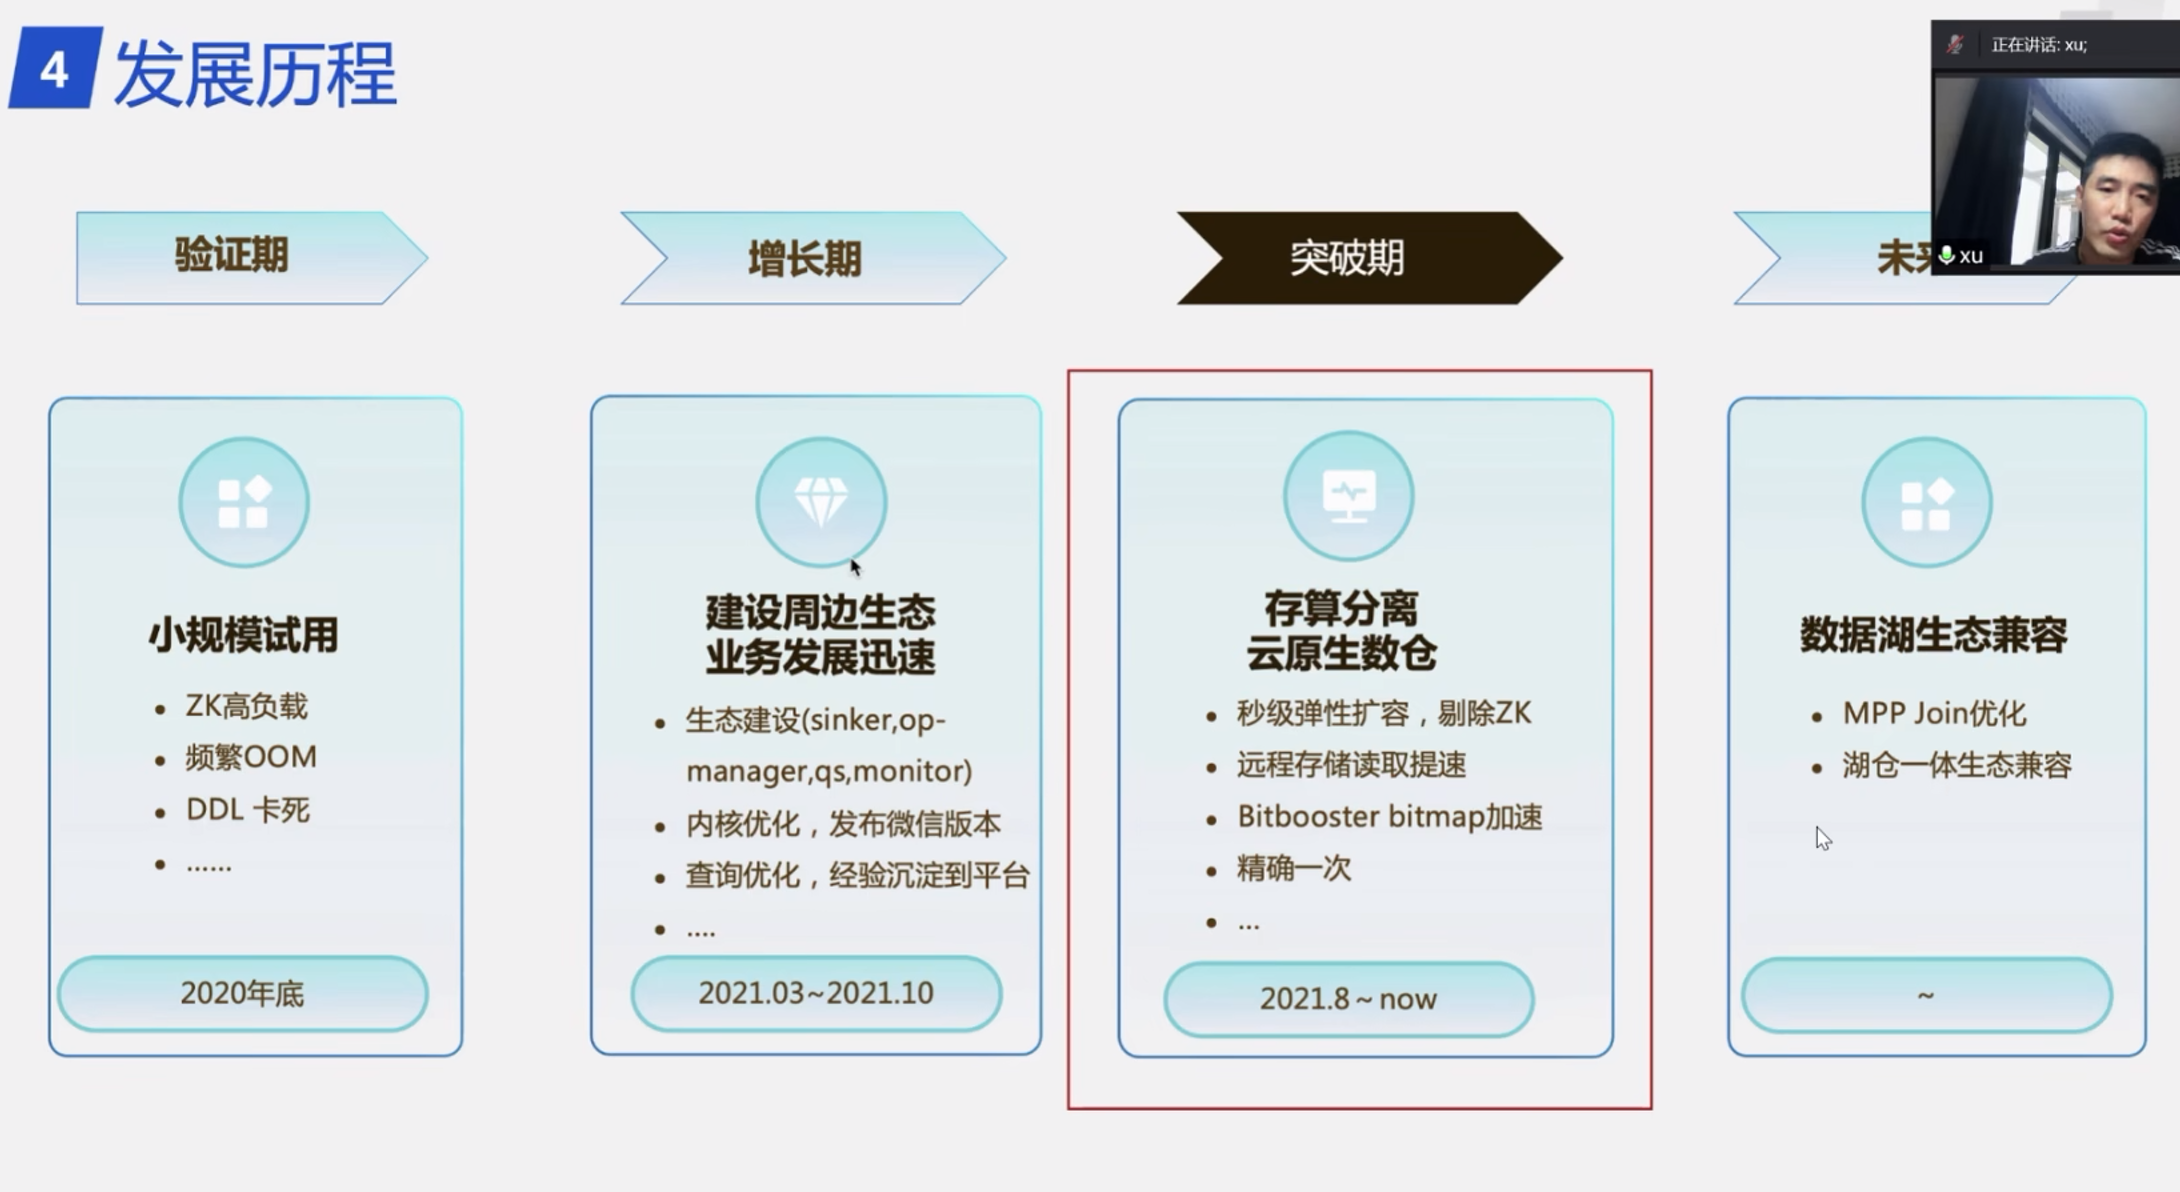 4 发展历程
正在讲话: xu;
xu
验证期
增长期
突破期
小规模试用
• ZK高负载
• 频繁OOM
• DDL 卡死
• ......
2020年底
建设周边生态
业务发展迅速
• 生态建设(sinker,op-
manager,qs,monitor)
• 内核优化，发布微信版本
• 查询优化，经验沉淀到平台
• ....
2021.03~2021.10
存算分离
云原生数仓
• 秒级弹性扩容，剔除ZK
• 远程存储读取提速
• Bitbooster bitmap加速
• 精确一次
• ...
2021.8～now
未
数据湖生态兼容
• MPP Join优化
• 湖仓一体生态兼容
~